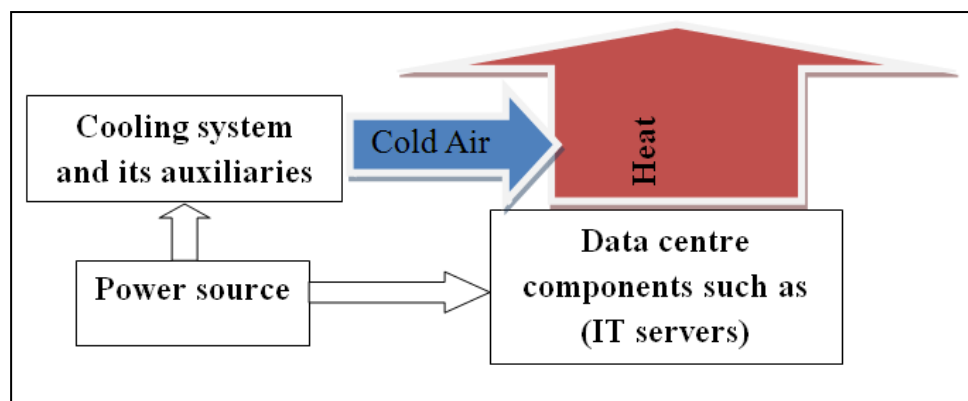 Cooling system
and its auxiliaries
Cold Air
Heat
Power source
Data centre
components such as
(IT servers)